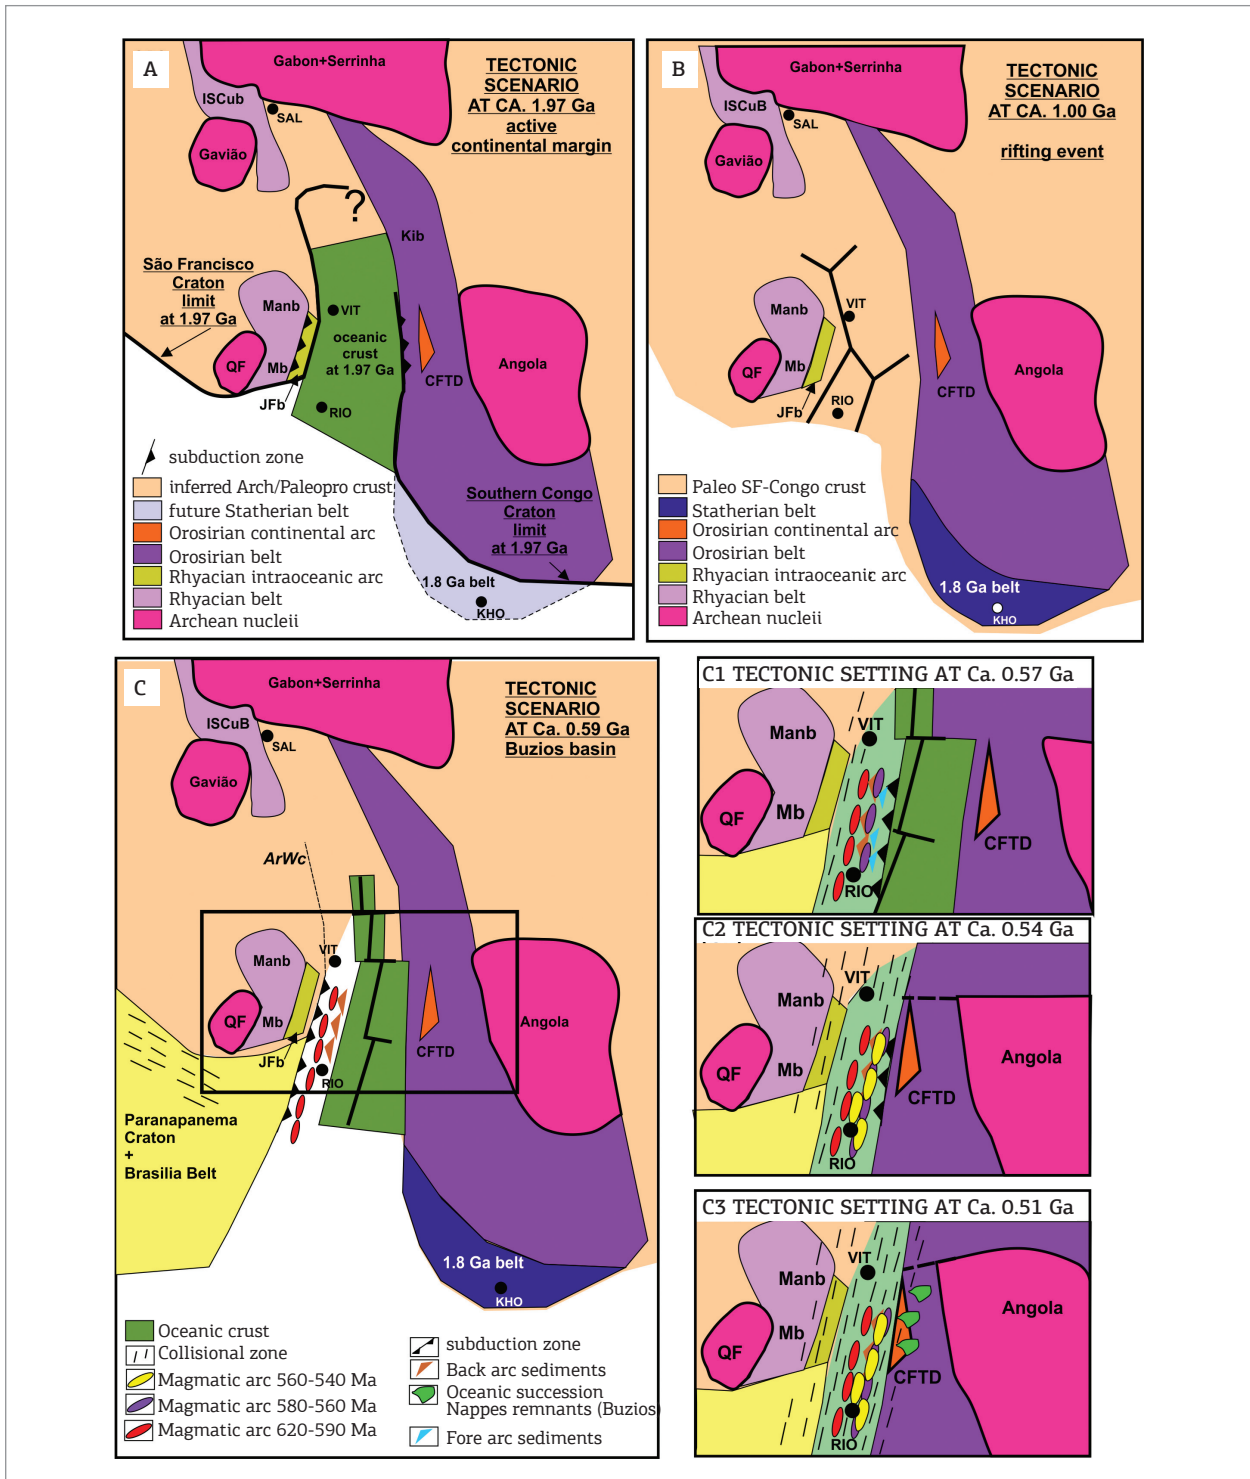 A
Gabon+Serrinha
TECTONIC
SCENARIO
AT CA. 1.97 Ga
active
continental margin
ISCub
SAL
Gavião
?
Kib
São Francisco
Craton
limit
at 1.97 Ga
Manb
VIT
oceanic
crust
at 1.97 Ga
QF
Mb
JFb
RIO
CFTD
Angola
subduction zone
inferred Arch/Paleopro crust
future Statherian belt
Orosirian continental arc
Orosirian belt
Rhyacian intraoceanic arc
Rhyacian belt
Archean nucleii
Southern Congo
Craton
limit
at 1.97 Ga
1.8 Ga belt
KHO
B
Gabon+Serrinha
TECTONIC
SCENARIO
AT CA. 1.00 Ga
rifting event
ISCuB
SAL
Gavião
Manb
VIT
QF
Mb
JFb
RIO
CFTD
Angola
Paleo SF-Congo crust
Statherian belt
Orosirian continental arc
Orosirian belt
Rhyacian intraoceanic arc
Rhyacian belt
Archean nucleii
1.8 Ga belt
KHO
C
Gabon+Serrinha
TECTONIC
SCENARIO
AT Ca. 0.59 Ga
Buzios basin
ISCuB
SAL
Gavião
ArWc
Manb
VIT
QF
Mb
JFb
RIO
CFTD
Angola
Paranapanema
Craton
+
Brasilia Belt
1.8 Ga belt
KHO
Oceanic crust
Collisional zone
Magmatic arc 560-540 Ma
Magmatic arc 580-560 Ma
Magmatic arc 620-590 Ma
subduction zone
Back arc sediments
Oceanic succession
Nappes remnants (Buzios)
Fore arc sediments
C1 TECTONIC SETTING AT Ca. 0.57 Ga
Manb
VIT
QF
Mb
RIO
CFTD
C2 TECTONIC SETTING AT Ca. 0.54 Ga
Manb
VIT
QF
Mb
RIO
CFTD
Angola
C3 TECTONIC SETTING AT Ca. 0.51 Ga
Manb
VIT
QF
Mb
RIO
CFTD
Angola